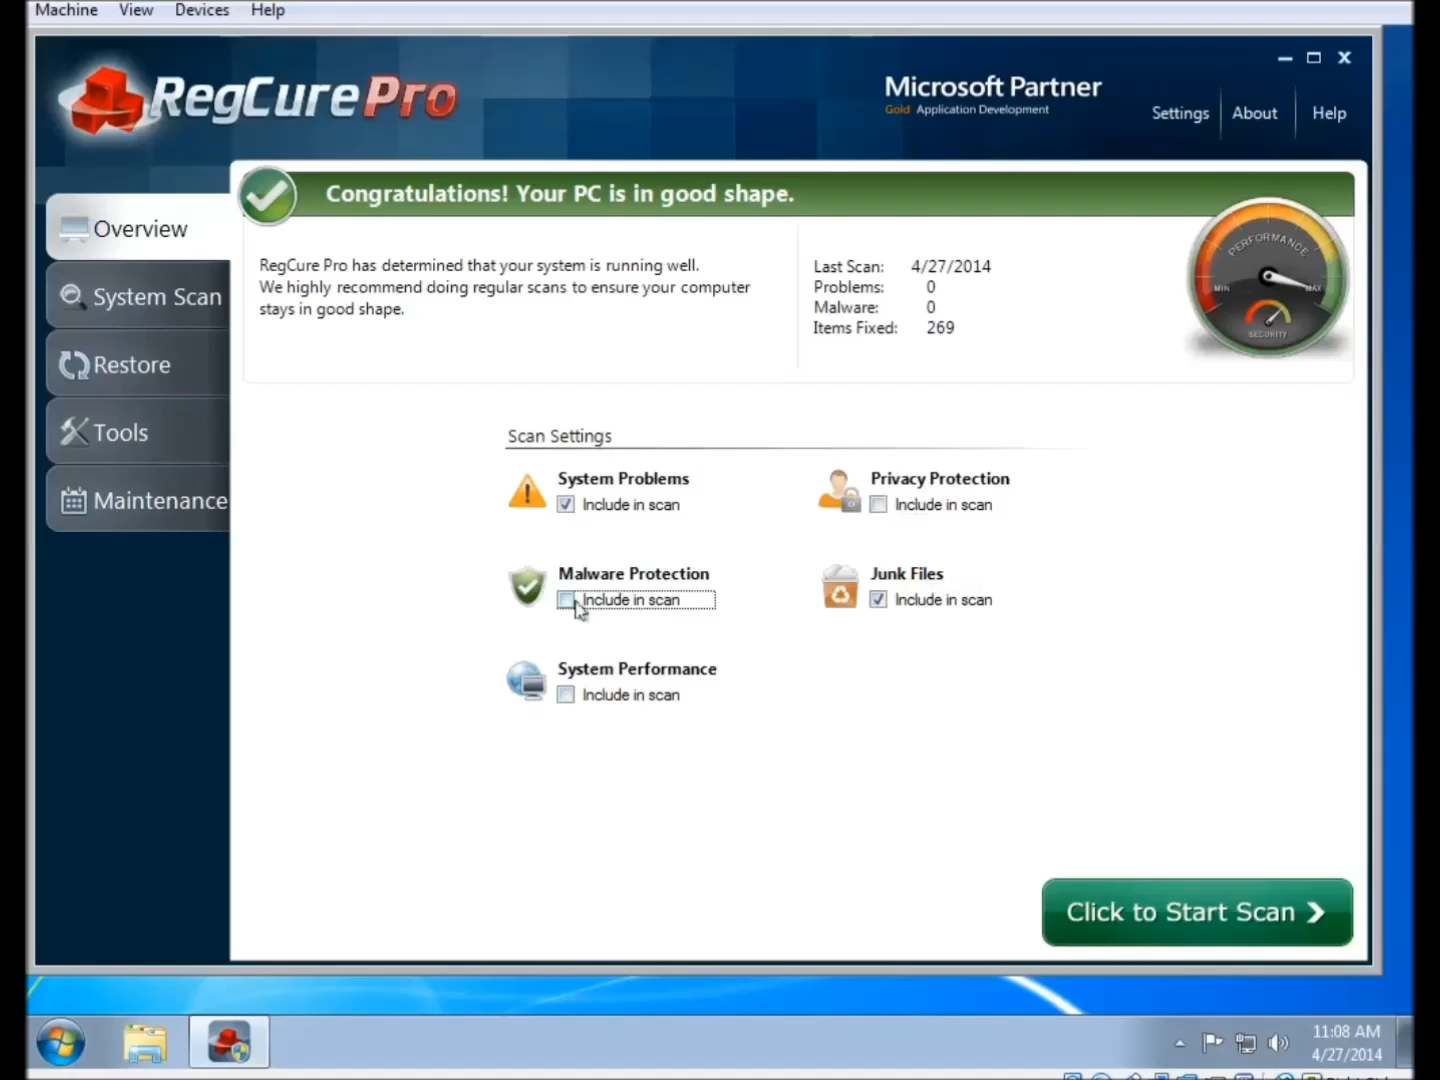 Machine View Devices Help
RegCure Pro
Microsoft Partner
Gold Application Development
Settings About Help
Congratulations! Your PC is in good shape.
Overview
System Scan
Restore
Tools
Maintenance
RegCure Pro has determined that your system is running well.
We highly recommend doing regular scans to ensure your computer
stays in good shape.
Last Scan: 4/27/2014
Problems: 0
Malware: 0
Items Fixed: 269
PERFORMANCE
MIN MAX
SECURITY
Scan Settings
System Problems
Include in scan
Privacy Protection
Include in scan
Malware Protection
Include in scan
Junk Files
Include in scan
System Performance
Include in scan
Click to Start Scan
11:08 AM
4/27/2014